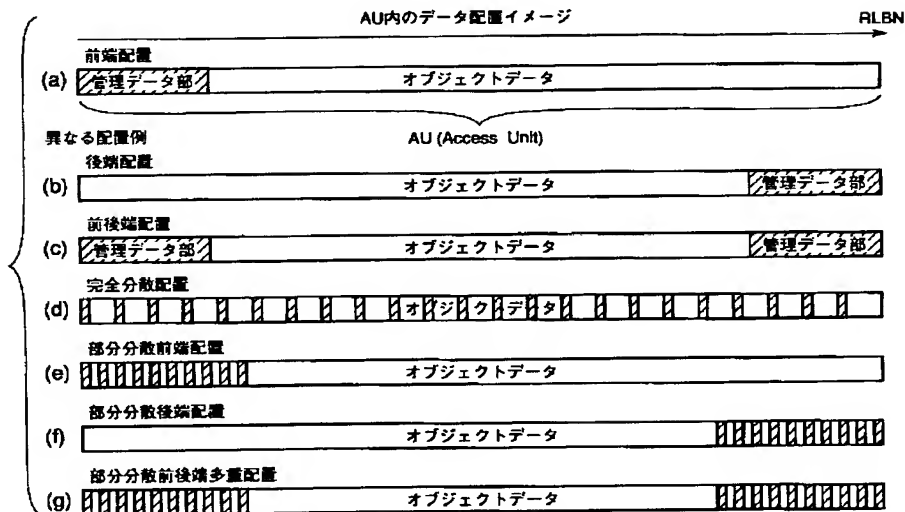 AU内のデータ配置イメージ RLBN
前端配置
(a) 管理データ部 オブジェクトデータ
異なる配置例 AU (Access Unit)
後端配置
(b) オブジェクトデータ 管理データ部
前後端配置
(c) 管理データ部 オブジェクトデータ 管理データ部
完全分散配置
(d) オブジェクトデータ
部分分散前端配置
(e) オブジェクトデータ
部分分散後端配置
(f) オブジェクトデータ
部分分散前後端多重配置
(g) オブジェクトデータ